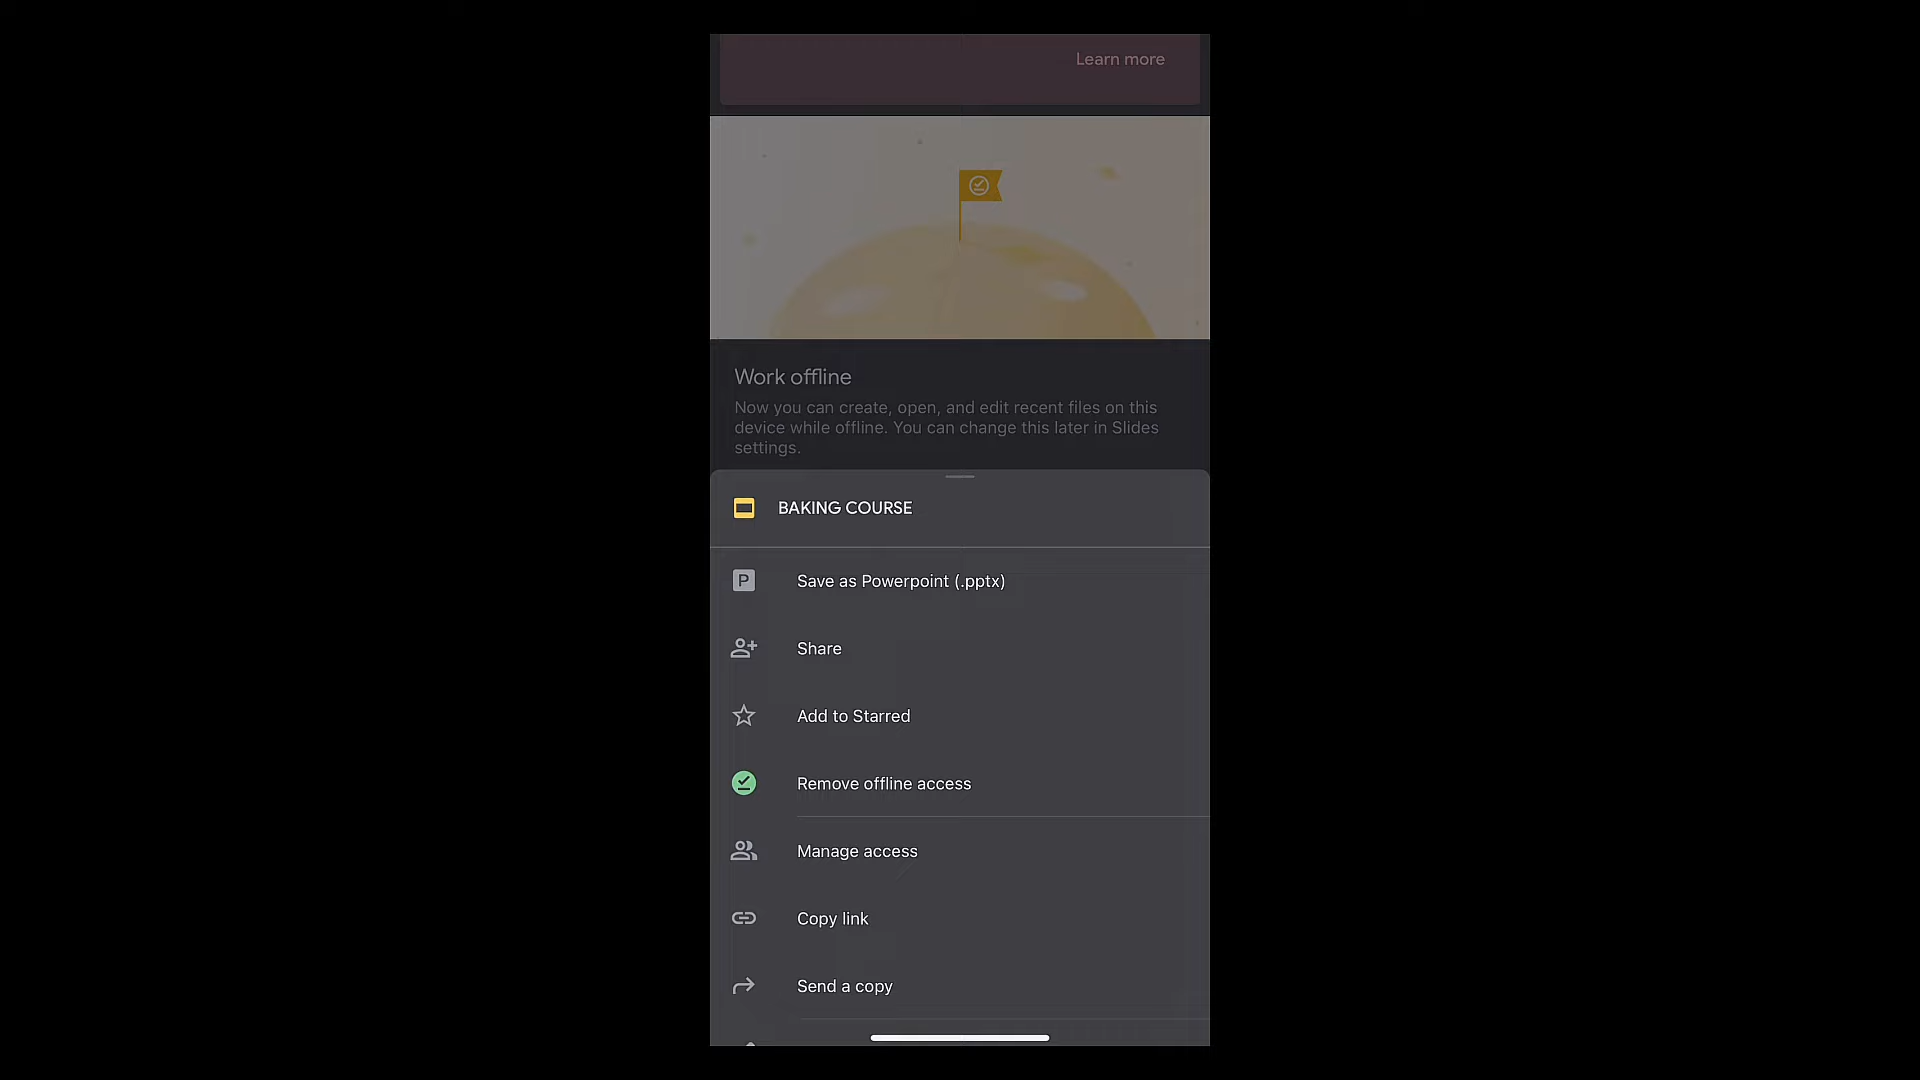 Learn more
Work offline
Now you can create, open, and edit recent files on this
device while offline. You can change this later in Slides
settings.
BAKING COURSE
P
Save as Powerpoint (.pptx)
Share
Add to Starred
Remove offline access
Manage access
Copy link
Send a copy